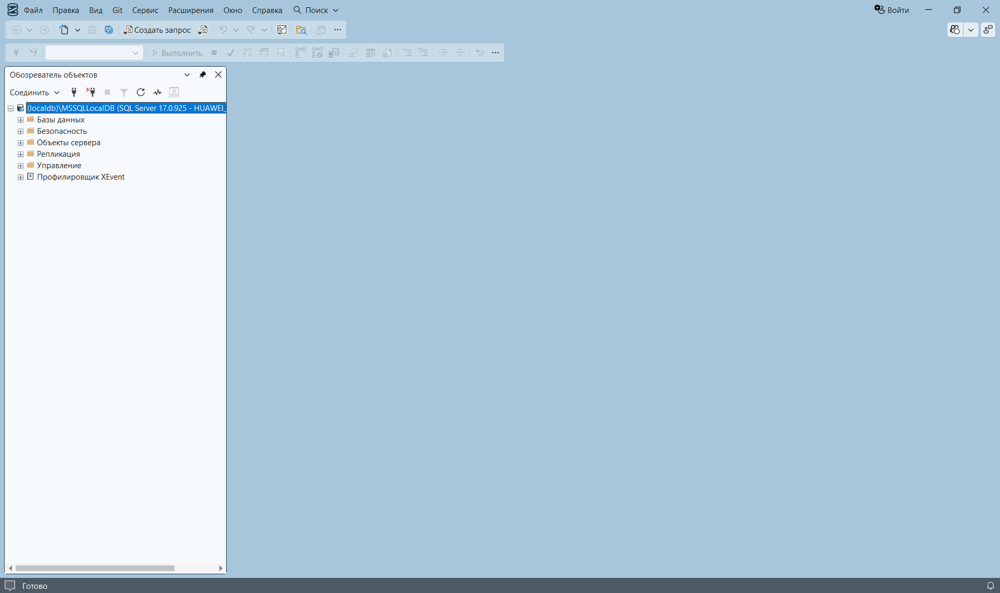 Файл Правка Вид Git Сервис Расширения Окно Справка Поиск Войти
Создать запрос
Выполнить
Обозреватель объектов
Соединить
(localdb)\MSSQLLocalDB (SQL Server 17.0.925 - HUAWEI_
Базы данных
Безопасность
Объекты сервера
Репликация
Управление
Профилировщик XEvent
Готово